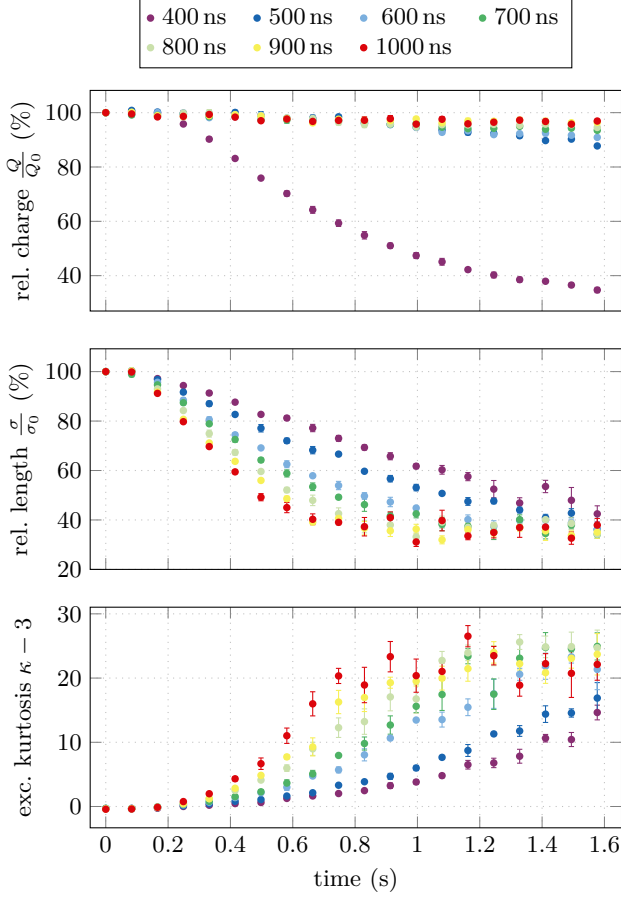 400 ns 500 ns 600 ns 700 ns
800 ns 900 ns 1000 ns
rel. charge Q/Q₀ (%)
100
80
60
40
rel. length σ/σ₀ (%)
100
80
60
40
20
exc. kurtosis κ − 3
30
20
10
0
0 0.2 0.4 0.6 0.8 1 1.2 1.4 1.6
time (s)